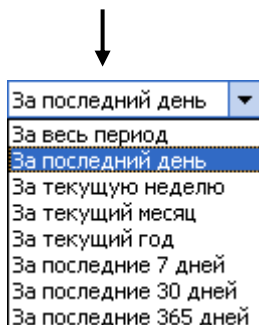 За последний день
За весь период
За последний день
За текущую неделю
За текущий месяц
За текущий год
За последние 7 дней
За последние 30 дней
За последние 365 дней